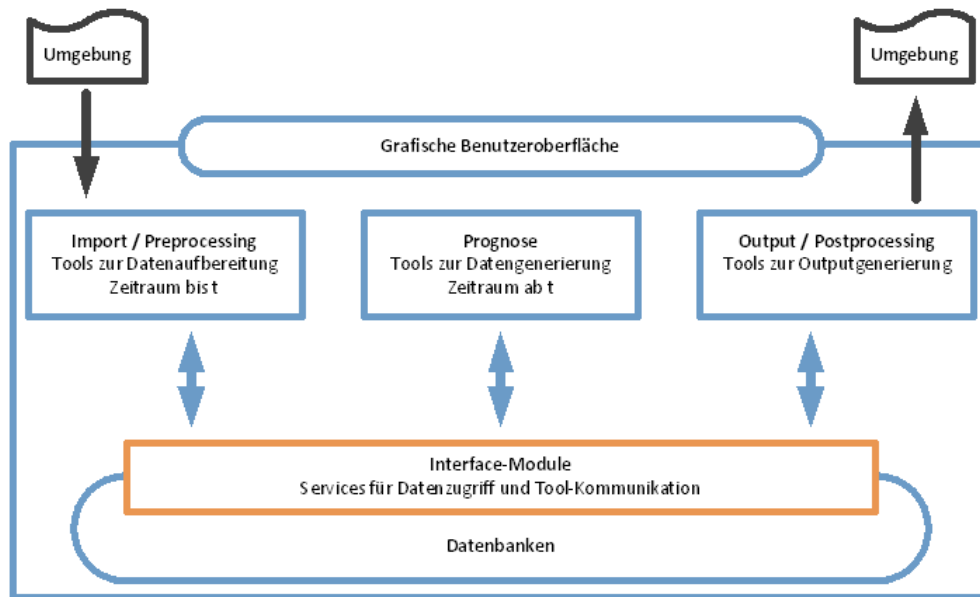 Umgebung
Umgebung
Grafische Benutzeroberfläche
Import / Preprocessing
Tools zur Datenaufbereitung
Zeitraum bis t
Prognose
Tools zur Datengenerierung
Zeitraum ab t
Output / Postprocessing
Tools zur Outputgenerierung
Interface-Module
Services für Datenzugriff und Tool-Kommunikation
Datenbanken